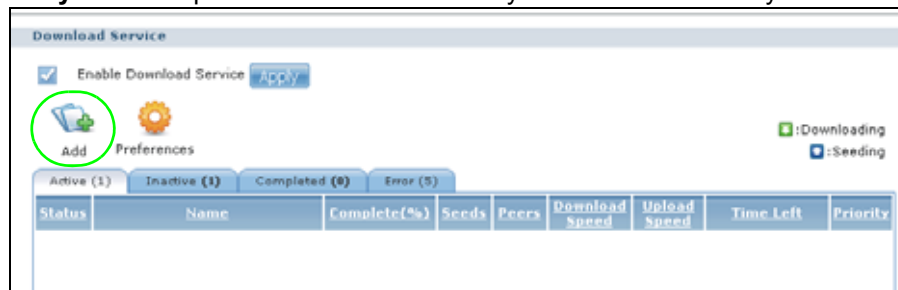 Download Service
Enable Download Service Apply
Add Preferences
:Downloading
:Seeding
Active (1) Inactive (1) Completed (0) Error (5)
Status Name Complete(%) Seeds Peers Download Speed Upload Speed Time Left Priority